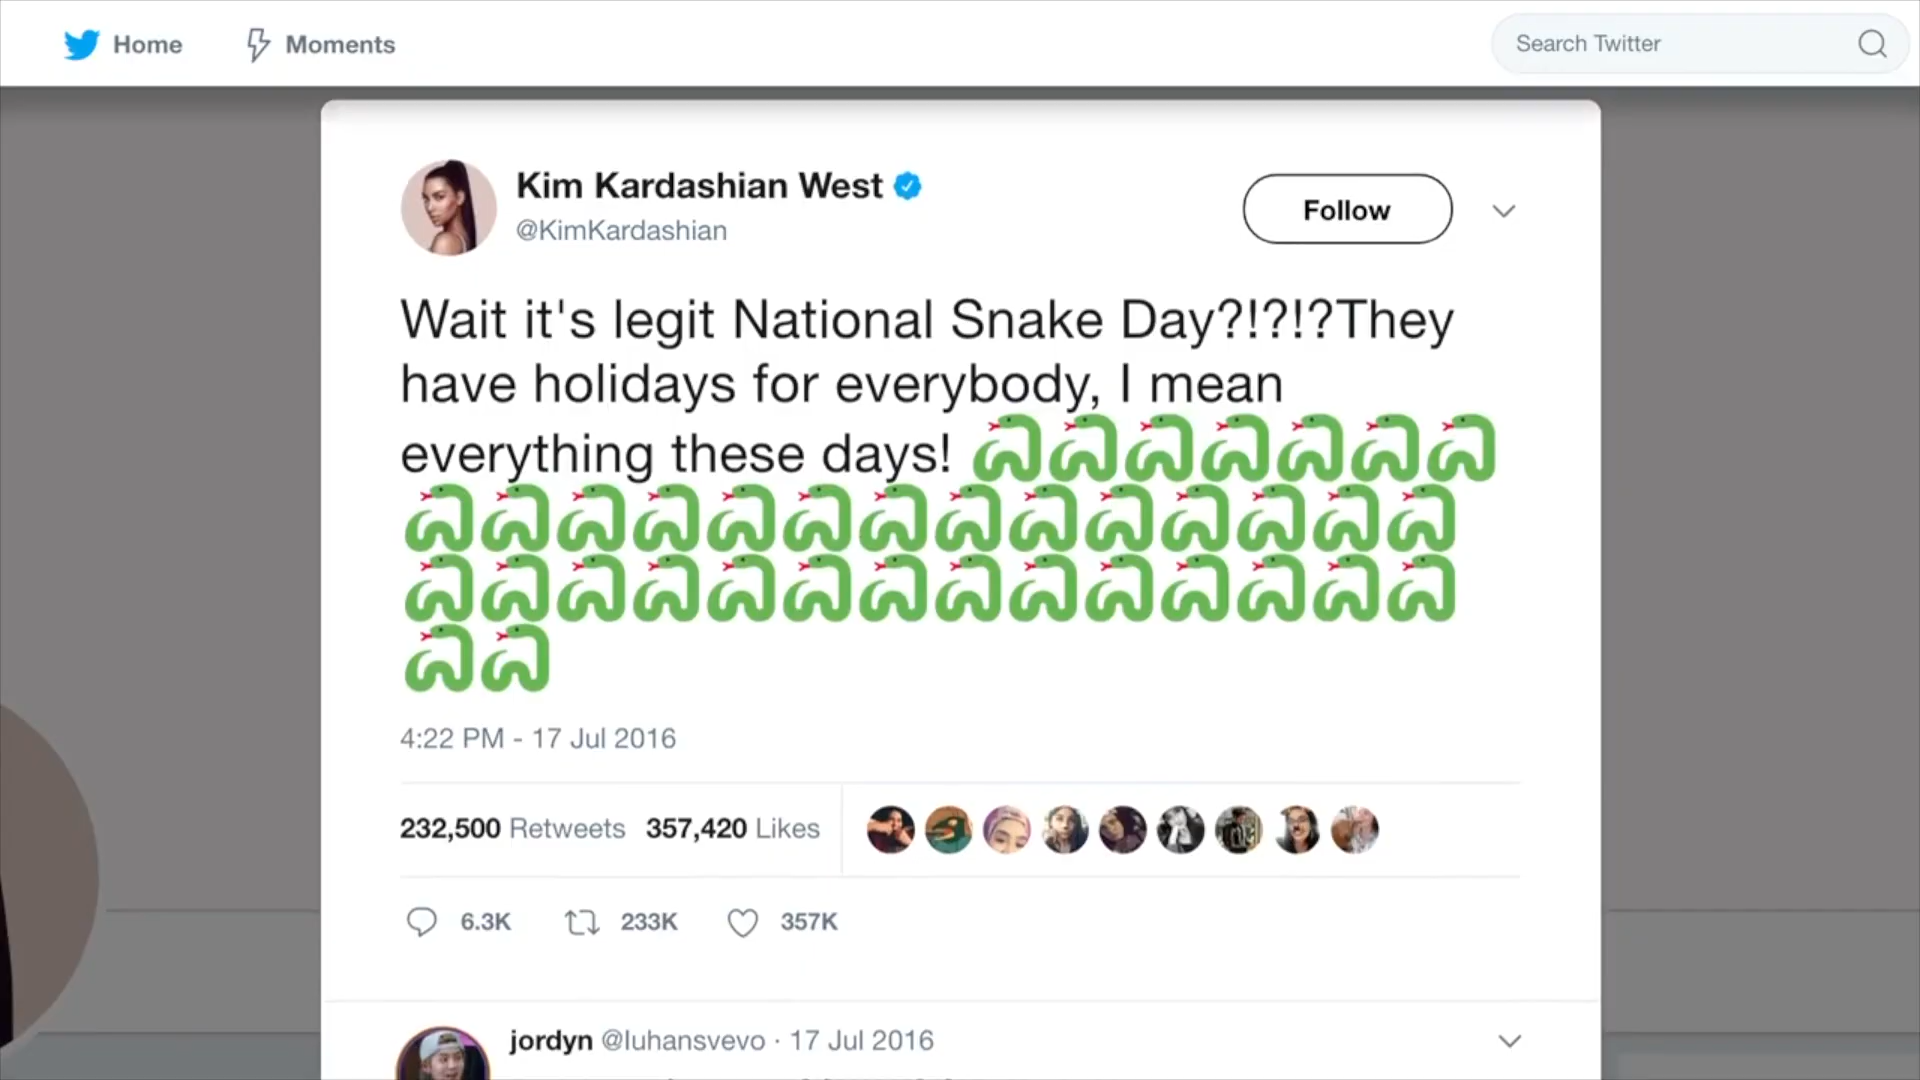 Home Moments Search Twitter
Kim Kardashian West
@KimKardashian
Follow
Wait it's legit National Snake Day?!?!?They
have holidays for everybody, I mean
everything these days! 🐍🐍🐍🐍🐍🐍🐍
🐍🐍🐍🐍🐍🐍🐍🐍🐍🐍🐍🐍🐍🐍
🐍🐍🐍🐍🐍🐍🐍🐍🐍🐍🐍🐍🐍🐍
🐍🐍
4:22 PM - 17 Jul 2016
232,500 Retweets 357,420 Likes
6.3K 233K 357K
jordyn @luhansvevo · 17 Jul 2016